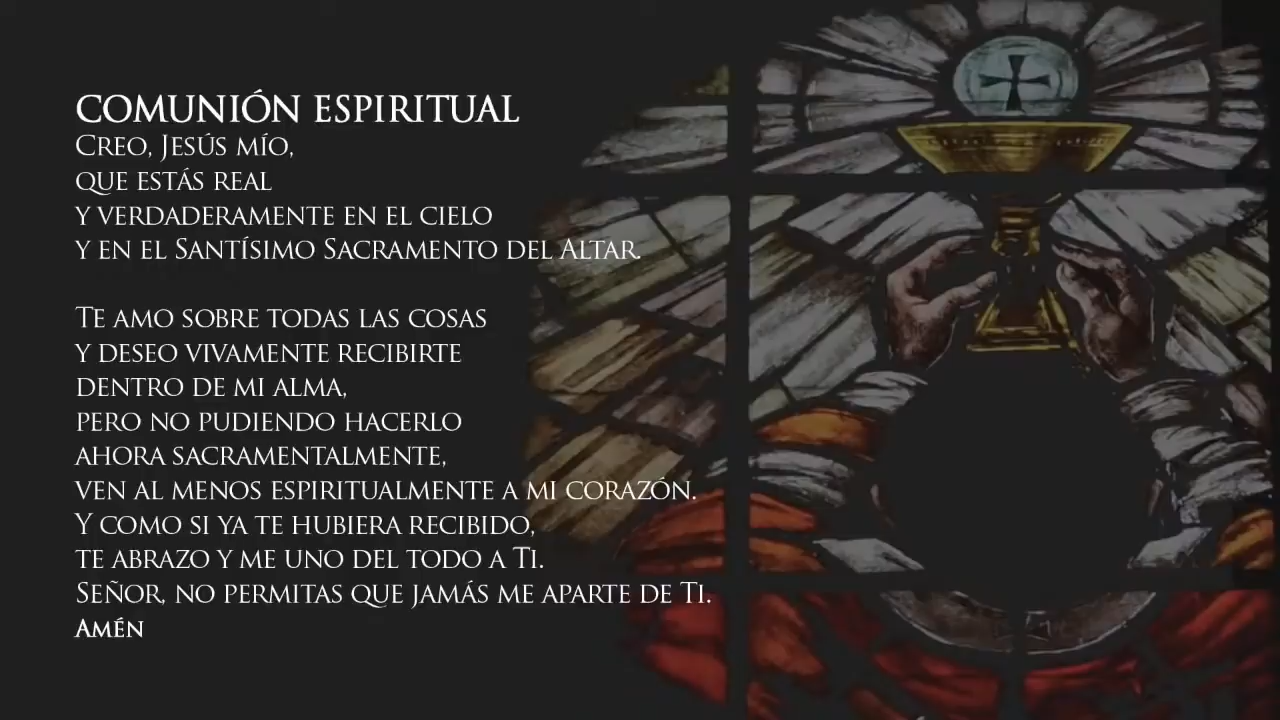 COMUNIÓN ESPIRITUAL
CREO, JESÚS MÍO,
QUE ESTÁS REAL
Y VERDADERAMENTE EN EL CIELO
Y EN EL SANTÍSIMO SACRAMENTO DEL ALTAR.
TE AMO SOBRE TODAS LAS COSAS
Y DESEO VIVAMENTE RECIBIRTE
DENTRO DE MI ALMA,
PERO NO PUDIENDO HACERLO
AHORA SACRAMENTALMENTE,
VEN AL MENOS ESPIRITUALMENTE A MI CORAZÓN.
Y COMO SI YA TE HUBIERA RECIBIDO,
TE ABRAZO Y ME UNO DEL TODO A TI.
SEÑOR, NO PERMITAS QUE JAMÁS ME APARTE DE TI.
AMÉN